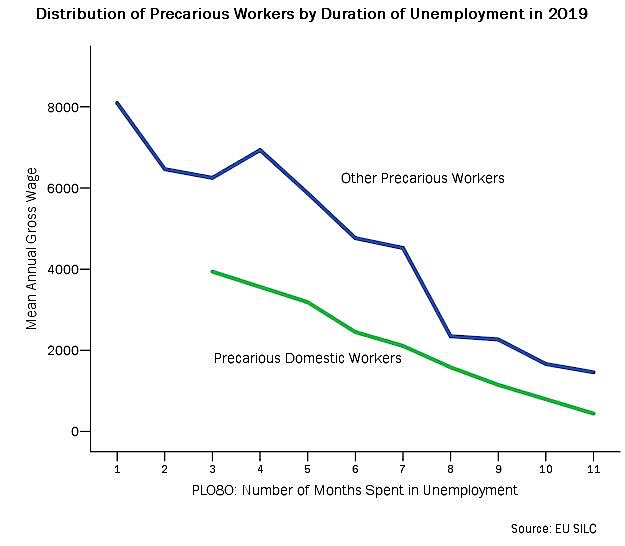 Distribution of Precarious Workers by Duration of Unemployment in 2019
Mean Annual Gross Wage
8000
6000
4000
2000
0
Other Precarious Workers
Precarious Domestic Workers
1 2 3 4 5 6 7 8 9 10 11
PL080: Number of Months Spent in Unemployment
Source: EU SILC